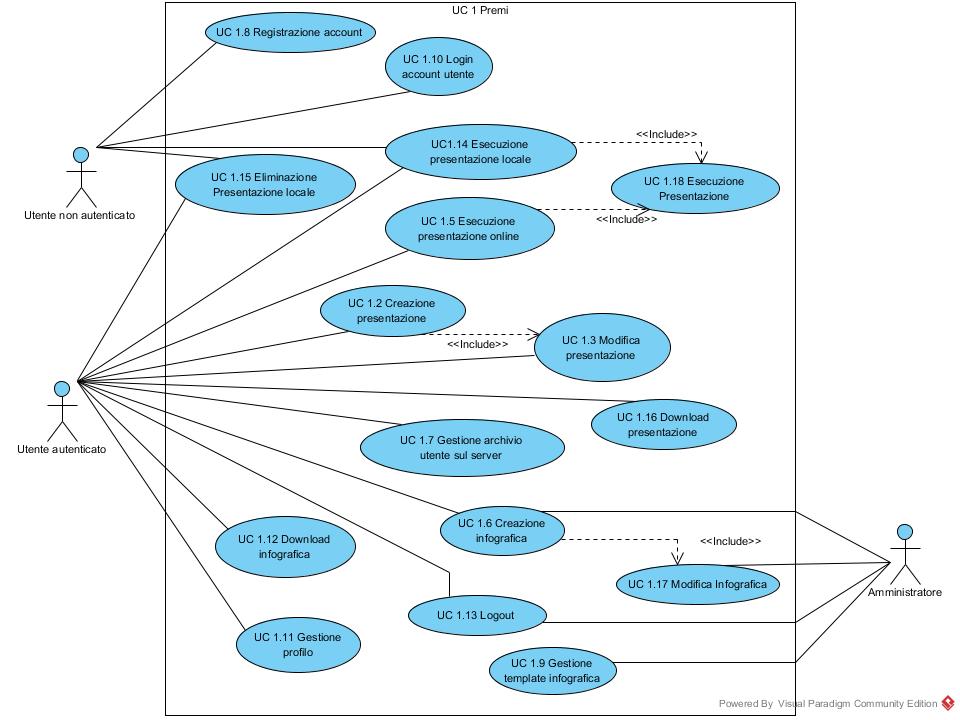 UC 1 Premi
UC 1.8 Registrazione account
UC 1.10 Login
account utente
UC1.14 Esecuzione
presentazione locale
<<Include>>
UC 1.15 Eliminazione
Presentazione locale
UC 1.18 Esecuzione
Presentazione
Utente non autenticato
UC 1.5 Esecuzione
presentazione online
<<Include>>
UC 1.2 Creazione
presentazione
<<Include>>
UC 1.3 Modifica
presentazione
UC 1.16 Download
presentazione
UC 1.7 Gestione archivio
utente sul server
Utente autenticato
UC 1.6 Creazione
infografica
<<Include>>
UC 1.12 Download
infografica
UC 1.17 Modifica Infografica
Amministratore
UC 1.13 Logout
UC 1.11 Gestione
profilo
UC 1.9 Gestione
template infografica
Powered By Visual Paradigm Community Edition